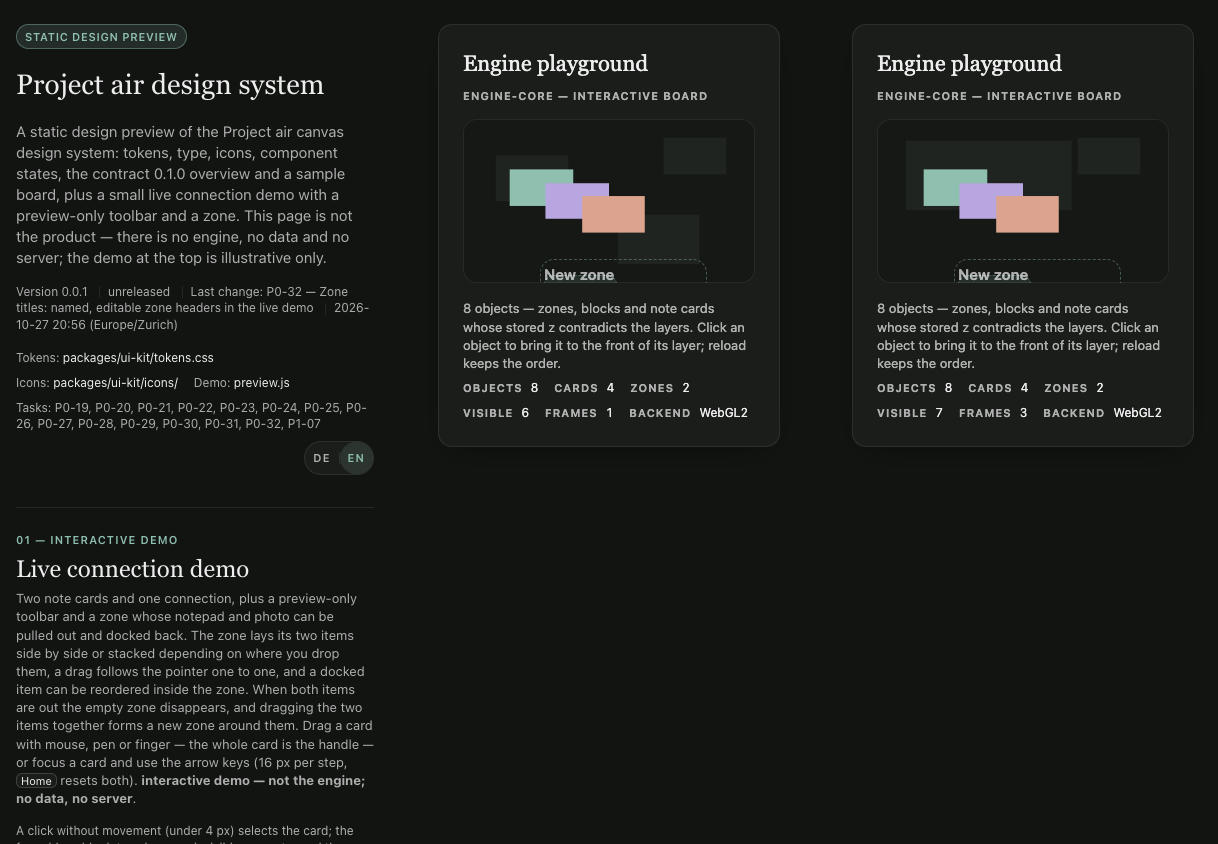 STATIC DESIGN PREVIEW
Project air design system
A static design preview of the Project air canvas
design system: tokens, type, icons, component
states, the contract 0.1.0 overview and a sample
board, plus a small live connection demo with a
preview-only toolbar and a zone. This page is not
the product — there is no engine, no data and no
server; the demo at the top is illustrative only.
Version 0.0.1 unreleased Last change: P0-32 — Zone
titles: named, editable zone headers in the live demo 2026-
10-27 20:56 (Europe/Zurich)
Tokens: packages/ui-kit/tokens.css
Icons: packages/ui-kit/icons/ Demo: preview.js
Tasks: P0-19, P0-20, P0-21, P0-22, P0-23, P0-24, P0-25, P0-
26, P0-27, P0-28, P0-29, P0-30, P0-31, P0-32, P1-07
DE EN
01 — INTERACTIVE DEMO
Live connection demo
Two note cards and one connection, plus a preview-only
toolbar and a zone whose notepad and photo can be
pulled out and docked back. The zone lays its two items
side by side or stacked depending on where you drop
them, a drag follows the pointer one to one, and a docked
item can be reordered inside the zone. When both items
are out the empty zone disappears, and dragging the two
items together forms a new zone around them. Drag a card
with mouse, pen or finger — the whole card is the handle —
or focus a card and use the arrow keys (16 px per step,
Home resets both). interactive demo — not the engine;
no data, no server.
A click without movement (under 4 px) selects the card; the
Engine playground
ENGINE-CORE — INTERACTIVE BOARD
New zone
8 objects — zones, blocks and note cards
whose stored z contradicts the layers. Click an
object to bring it to the front of its layer; reload
keeps the order.
OBJECTS 8 CARDS 4 ZONES 2
VISIBLE 6 FRAMES 1 BACKEND WebGL2
Engine playground
ENGINE-CORE — INTERACTIVE BOARD
New zone
8 objects — zones, blocks and note cards
whose stored z contradicts the layers. Click an
object to bring it to the front of its layer; reload
keeps the order.
OBJECTS 8 CARDS 4 ZONES 2
VISIBLE 7 FRAMES 3 BACKEND WebGL2